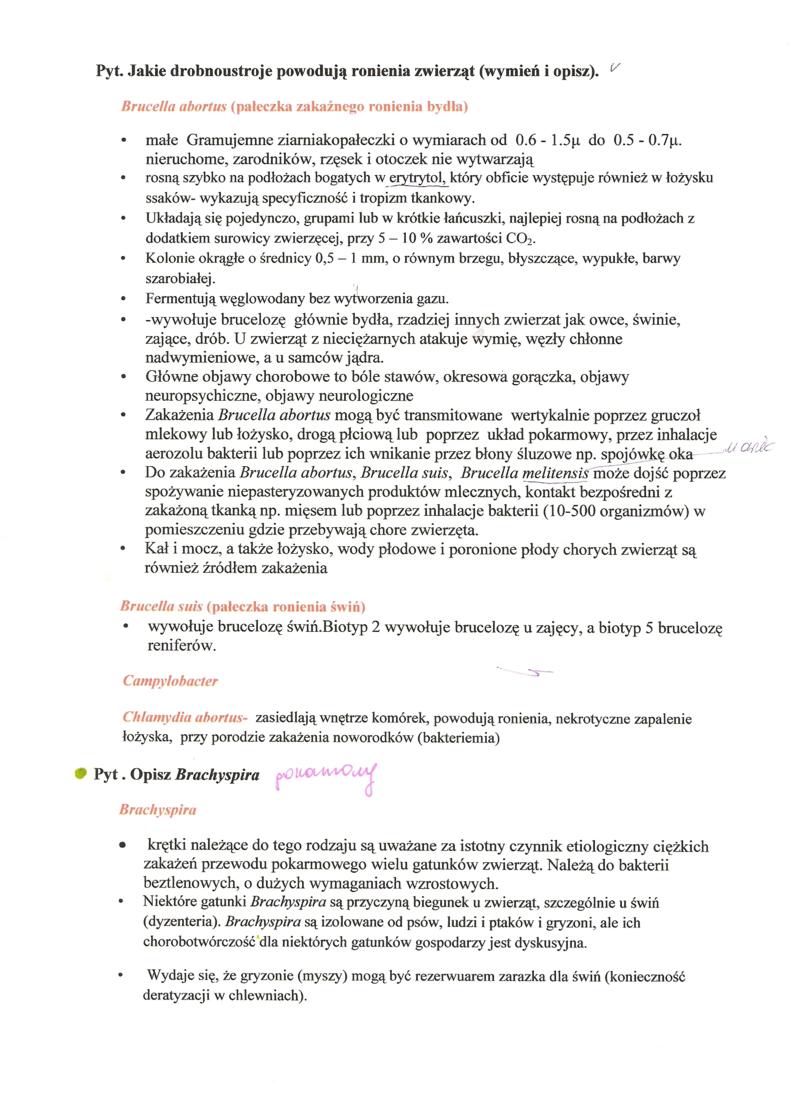 Pyt. Jakie drobnoustroje powodują ronienia zwierząt (wymień i opisz).
Brucella abortus (pałeczka zakaźnego ronienia bydła)
• małe Gramujemne ziarniakopałeczki o wymiarach od 0.6 - 1.5µ do 0.5 - 0.7µ.
nieruchome, zarodników, rzęsek i otoczek nie wytwarzają
• rosną szybko na podłożach bogatych w erytrytol, który obficie występuje również w łożysku
ssaków- wykazują specyficzność i tropizm tkankowy.
• Układają się pojedynczo, grupami lub w krótkie łańcuszki, najlepiej rosną na podłożach z
dodatkiem surowicy zwierzęcej, przy 5 – 10 % zawartości CO₂.
• Kolonie okrągłe o średnicy 0,5 – 1 mm, o równym brzegu, błyszczące, wypukłe, barwy
szarobiałej.
• Fermentują węglowodany bez wytworzenia gazu.
• -wywołuje brucelozę głównie bydła, rzadziej innych zwierzat jak owce, świnie,
zające, drób. U zwierząt z nieciężarnych atakuje wymię, węzły chłonne
nadwymieniowe, a u samców jądra.
• Główne objawy chorobowe to bóle stawów, okresowa gorączka, objawy
neuropsychiczne, objawy neurologiczne
• Zakażenia Brucella abortus mogą być transmitowane wertykalnie poprzez gruczoł
mlekowy lub łożysko, drogą płciową lub poprzez układ pokarmowy, przez inhalacje
aerozolu bakterii lub poprzez ich wnikanie przez błony śluzowe np. spojówkę oka
• Do zakażenia Brucella abortus, Brucella suis, Brucella melitensis może dojść poprzez
spożywanie niepasteryzowanych produktów mlecznych, kontakt bezpośredni z
zakażoną tkanką np. mięsem lub poprzez inhalacje bakterii (10-500 organizmów) w
pomieszczeniu gdzie przebywają chore zwierzęta.
• Kał i mocz, a także łożysko, wody płodowe i poronione płody chorych zwierząt są
również źródłem zakażenia
Brucella suis (pałeczka ronienia świń)
• wywołuje brucelozę świń.Biotyp 2 wywołuje brucelozę u zajęcy, a biotyp 5 brucelozę
reniferów.
Campylobacter
Chlamydia abortus- zasiedlają wnętrze komórek, powodują ronienia, nekrotyczne zapalenie
łożyska, przy porodzie zakażenia noworodków (bakteriemia)
Pyt . Opisz Brachyspira
Brachyspira
• krętki należące do tego rodzaju są uważane za istotny czynnik etiologiczny ciężkich
zakażeń przewodu pokarmowego wielu gatunków zwierząt. Należą do bakterii
beztlenowych, o dużych wymaganiach wzrostowych.
• Niektóre gatunki Brachyspira są przyczyną biegunek u zwierząt, szczególnie u świń
(dyzenteria). Brachyspira są izolowane od psów, ludzi i ptaków i gryzoni, ale ich
chorobotwórczość dla niektórych gatunków gospodarzy jest dyskusyjna.
• Wydaje się, że gryzonie (myszy) mogą być rezerwuarem zarazka dla świń (konieczność
deratyzacji w chlewniach).